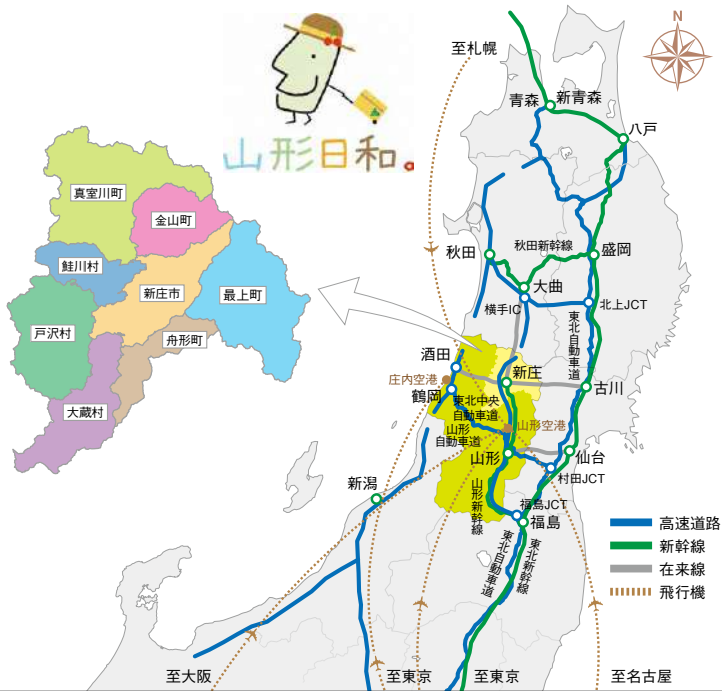 山形日和。
真室川町
金山町
鮭川村
新庄市
最上町
戸沢村
舟形町
大蔵村
至札幌
N
青森
新青森
八戸
秋田
秋田新幹線
盛岡
大曲
横手IC
北上JCT
東北自動車道
酒田
庄内空港
鶴岡
新庄
古川
東北中央
自動車道
山形
自動車道
山形空港
山形
仙台
村田JCT
山形新幹線
新潟
福島JCT
福島
東北自動車道
東北新幹線
高速道路
新幹線
在来線
飛行機
至大阪
至東京
至東京
至名古屋